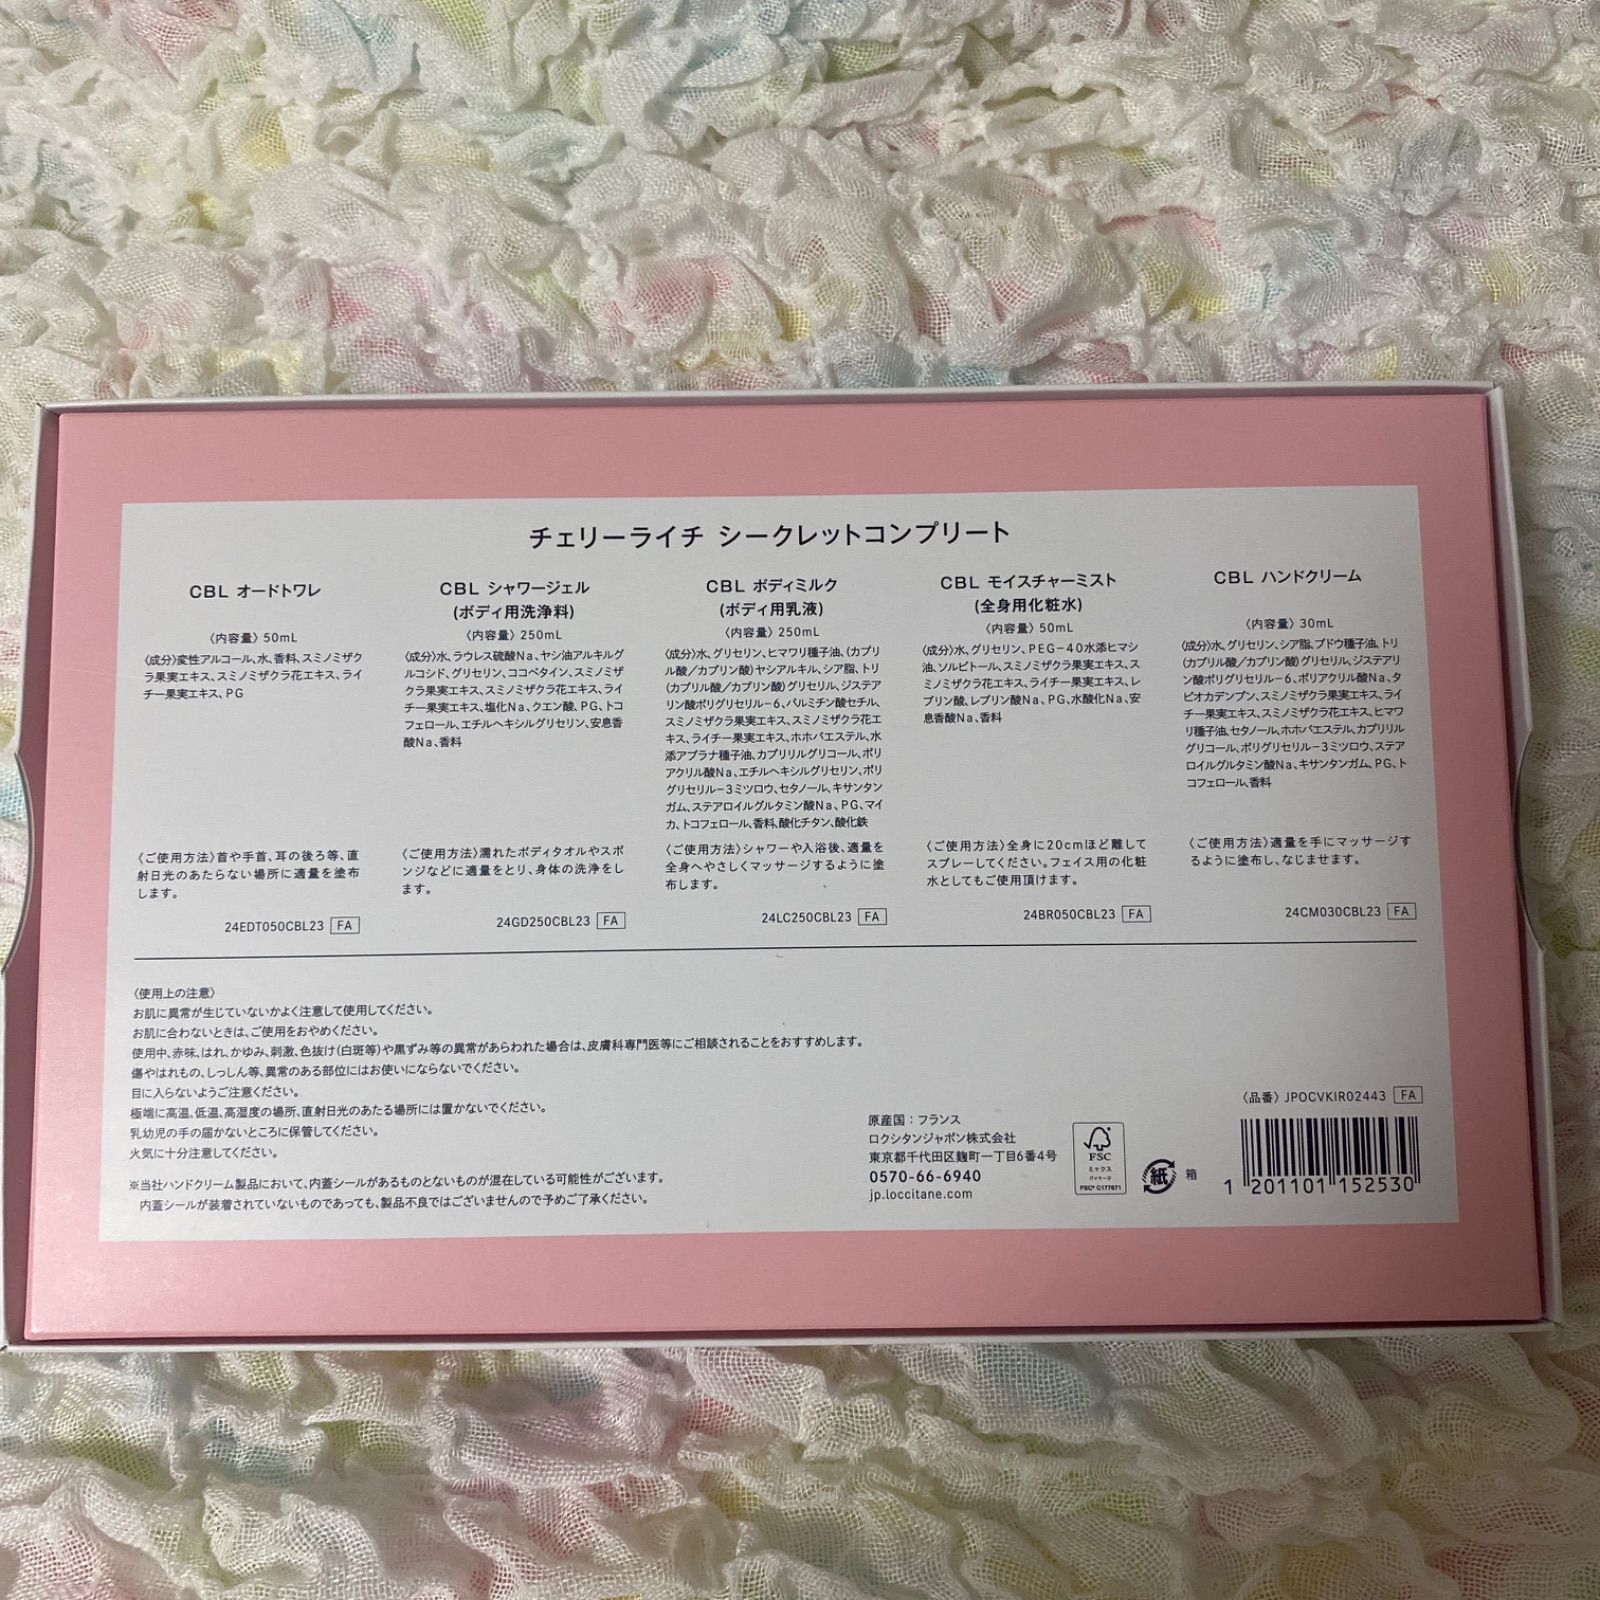 チェリーライチ シークレットコンプリート
CBL オードトワレ
〈内容量〉50mL
〈成分〉変性アルコール、水、香料、スミノミザク
ラ果実エキス、スミノミザクラ花エキス、ライ
チー果実エキス、PG
〈ご使用方法〉首や手首、耳の後ろ等、直
射日光のあたらない場所に適量を塗布
します。
24EDT050CBL23 FA
CBL シャワージェル
(ボディ用洗浄料)
〈内容量〉250mL
〈成分〉水、ラウレス硫酸Na、ヤシ油アルキルグ
ルコシド、グリセリン、ココベタイン、スミノミザ
クラ果実エキス、スミノミザクラ花エキス、ライ
チー果実エキス、塩化Na、クエン酸、PG、トコ
フェロール、エチルヘキシルグリセリン、安息香
酸Na、香料
〈ご使用方法〉濡れたボディタオルやスポ
ンジなどに適量をとり、身体の洗浄をし
ます。
24GD250CBL23 FA
CBL ボディミルク
(ボディ用乳液)
〈内容量〉250mL
〈成分〉水、グリセリン、ヒマワリ種子油、(カプリ
ル酸／カプリン酸)ヤシアルキル、シア脂、トリ
(カプリル酸／カプリン酸)グリセリル、ジステア
リン酸ポリグリセリル-6、パルミチン酸セチル、
スミノミザクラ果実エキス、スミノミザクラ花エ
キス、ライチー果実エキス、ホホバエステル、水
添アブラナ種子油、カプリリルグリコール、ポリ
アクリル酸Na、エチルヘキシルグリセリン、ポリ
グリセリル-3ミツロウ、セタノール、キサンタン
ガム、ステアロイルグルタミン酸Na、PG、マイ
カ、トコフェロール、香料、酸化チタン、酸化鉄
〈ご使用方法〉シャワーや入浴後、適量を
全身へやさしくマッサージするように塗
布します。
24LC250CBL23 FA
CBL モイスチャーミスト
(全身用化粧水)
〈内容量〉50mL
〈成分〉水、グリセリン、PEG-40水添ヒマシ
油、ソルビトール、スミノミザクラ果実エキス、ス
ミノミザクラ花エキス、ライチー果実エキス、レ
ブリン酸、レブリン酸Na、PG、水酸化Na、安
息香酸Na、香料
〈ご使用方法〉全身に20cmほど離して
スプレーしてください。フェイス用の化粧
水としてもご使用頂けます。
24BR050CBL23 FA
CBL ハンドクリーム
〈内容量〉30mL
〈成分〉水、グリセリン、シア脂、ブドウ種子油、トリ
(カプリル酸／カプリン酸)グリセリル、ジステアリ
ン酸ポリグリセリル-6、ポリアクリル酸Na、タ
ピオカデンプン、スミノミザクラ果実エキス、ライ
チー果実エキス、スミノミザクラ花エキス、ヒマワ
リ種子油、セタノール、ホホバエステル、カプリリル
グリコール、ポリグリセリル-3ミツロウ、ステア
ロイルグルタミン酸Na、キサンタンガム、PG、ト
コフェロール、香料
〈ご使用方法〉適量を手にマッサージす
るように塗布し、なじませます。
24CM030CBL23 FA
〈使用上の注意〉
お肌に異常が生じていないかよく注意して使用してください。
お肌に合わないときは、ご使用をおやめください。
使用中、赤味、はれ、かゆみ、刺激、色抜け(白斑等)や黒ずみ等の異常があらわれた場合は、皮膚科専門医等にご相談されることをおすすめします。
傷やはれもの、しっしん等、異常のある部位にはお使いにならないでください。
目に入らないようご注意ください。
極端に高温、低温、高湿度の場所、直射日光のあたる場所には置かないでください。
乳幼児の手の届かないところに保管してください。
火気に十分注意してください。
※当社ハンドクリーム製品において、内蓋シールがあるものとないものが混在している可能性がございます。
内蓋シールが装着されていないものであっても、製品不良ではございませんので予めご了承ください。
原産国：フランス
ロクシタンジャポン株式会社
東京都千代田区麹町一丁目6番4号
0570-66-6940
jp.loccitane.com
FSC
ミックス
パッケージ
FSC® C177671
紙 箱
〈品番〉JPOCVKIR02443 FA
1 201101 152530